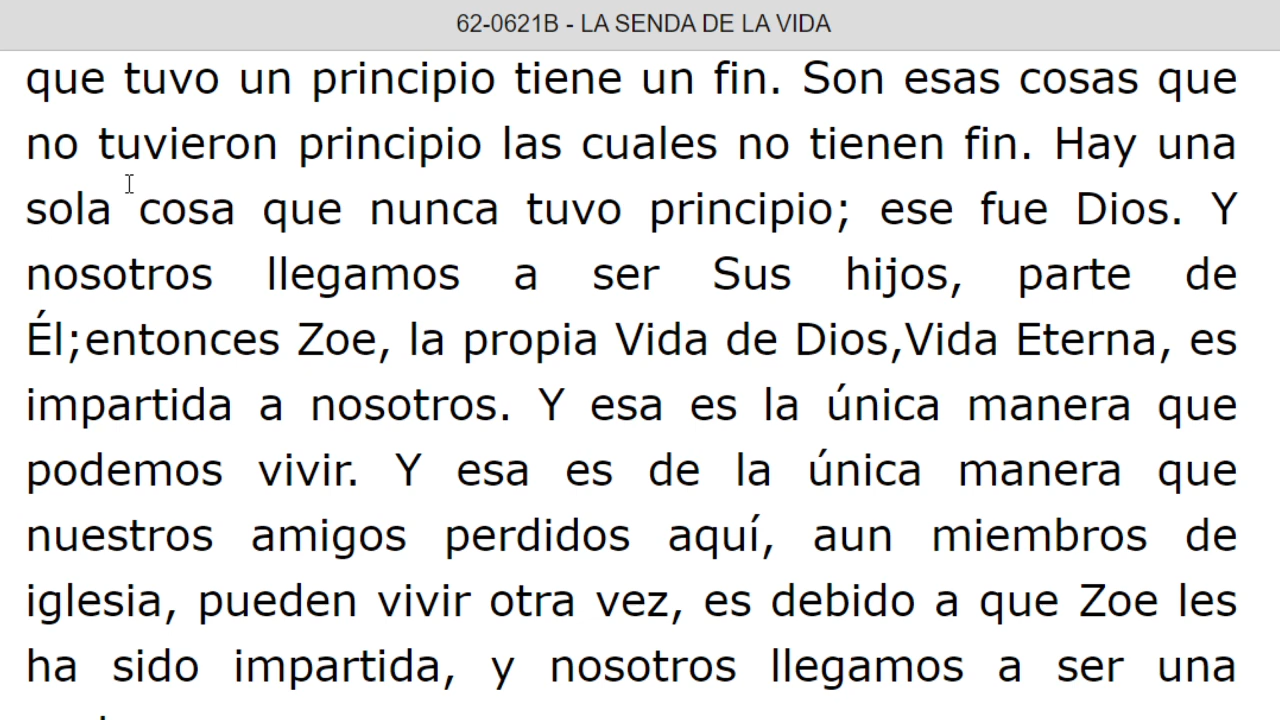 62-0621B - LA SENDA DE LA VIDA
que tuvo un principio tiene un fin. Son esas cosas que
no tuvieron principio las cuales no tienen fin. Hay una
sola cosa que nunca tuvo principio; ese fue Dios. Y
nosotros llegamos a ser Sus hijos, parte de
Él;entonces Zoe, la propia Vida de Dios,Vida Eterna, es
impartida a nosotros. Y esa es la única manera que
podemos vivir. Y esa es de la única manera que
nuestros amigos perdidos aquí, aun miembros de
iglesia, pueden vivir otra vez, es debido a que Zoe les
ha sido impartida, y nosotros llegamos a ser una